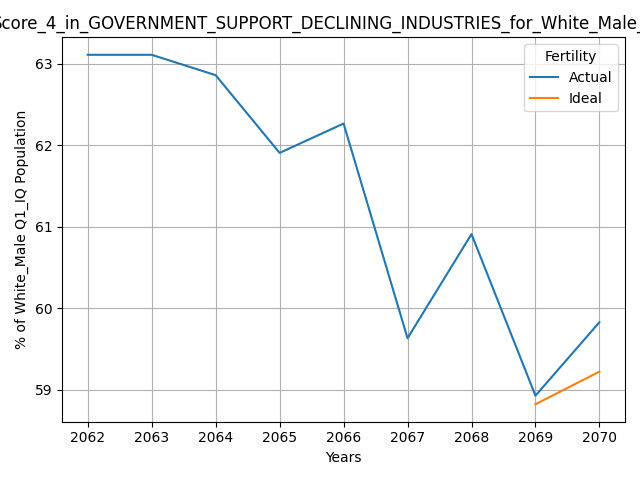 Score_4_in_GOVERNMENT_SUPPORT_DECLINING_INDUSTRIES_for_White_Male_
Fertility
Actual
Ideal
% of White_Male Q1_IQ Population
63
62
61
60
59
2062 2063 2064 2065 2066 2067 2068 2069 2070
Years